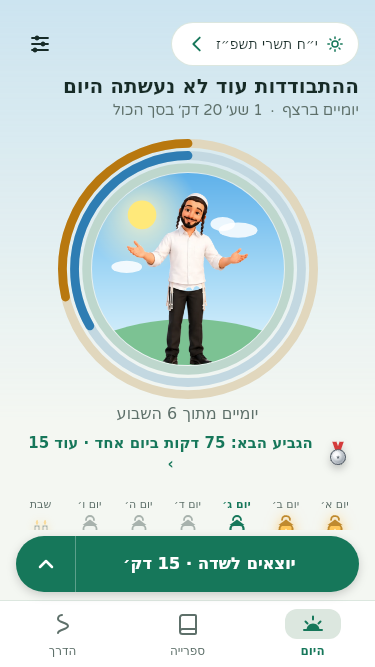 י״ח תשרי תשפ״ז
ההתבודדות עוד לא נעשתה היום
יומיים ברצף · 1 שע׳ 20 דק׳ בסך הכול
יומיים מתוך 6 השבוע
הגביע הבא: 75 דקות ביום אחד · עוד 15 ›
יום א׳ יום ב׳ יום ג׳ יום ד׳ יום ה׳ יום ו׳ שבת
יוצאים לשדה · 15 דק׳
היום ספרייה הדרך